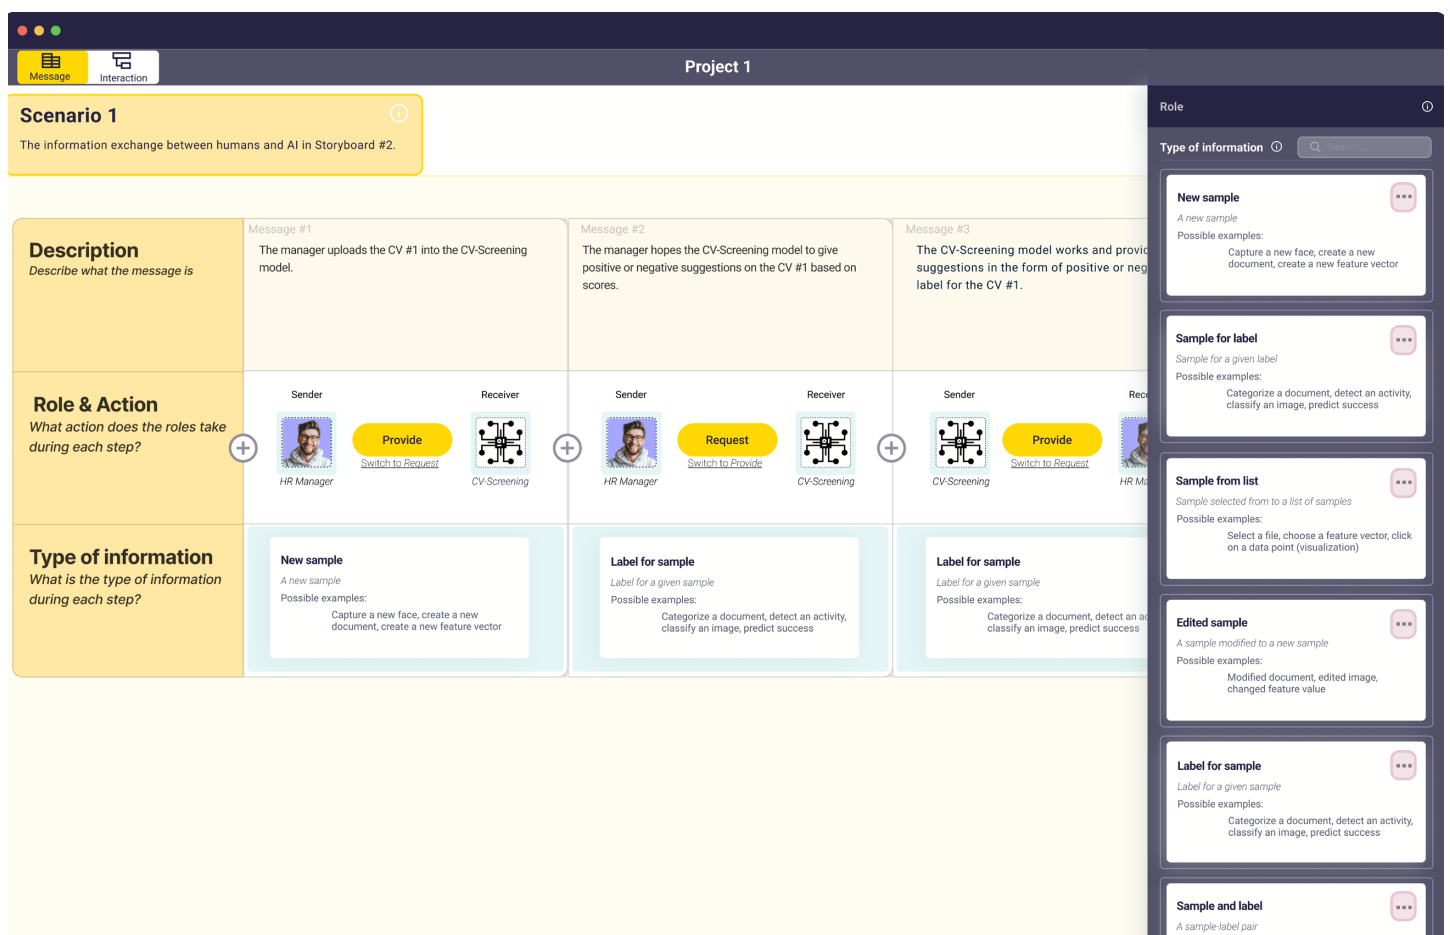 Message
Interaction
Project 1
Scenario 1
The information exchange between humans and AI in Storyboard #2.
Description
Describe what the message is
Message #1
The manager uploads the CV #1 into the CV-Screening
model.
Message #2
The manager hopes the CV-Screening model to give
positive or negative suggestions on the CV #1 based on
scores.
Message #3
The CV-Screening model works and
suggestions in the form of positive or
label for the CV #1.
Role & Action
What action does the roles take
during each step?
Sender
Receiver
Provide
Switch to Request
HR Manager
CV-Screening
Sender
Receiver
Request
Switch to Provide
HR Manager
CV-Screening
Sender
Provide
Switch to Request
CV-Screening
HR
Type of information
What is the type of information
during each step?
New sample
A new sample
Possible examples:
Capture a new face, create a new
document, create a new feature vector
Label for sample
Label for a given sample
Possible examples:
Categorize a document, detect an activity,
classify an image, predict success
Label for sample
Label for a given sample
Possible examples:
Categorize a document, detect an
classify an image, predict success
Role
Type of information
Search...
New sample
A new sample
Possible examples:
Capture a new face, create a new
document, create a new feature vector
Sample for label
Sample for a given label
Possible examples:
Categorize a document, detect an activity,
classify an image, predict success
Sample from list
Sample selected from to a list of samples
Possible examples:
Select a file, choose a feature vector, click
on a data point (visualization)
Edited sample
A sample modified to a new sample
Possible examples:
Modified document, edited image,
changed feature value
Label for sample
Label for a given sample
Possible examples:
Categorize a document, detect an activity,
classify an image, predict success
Sample and label
A sample-label pair